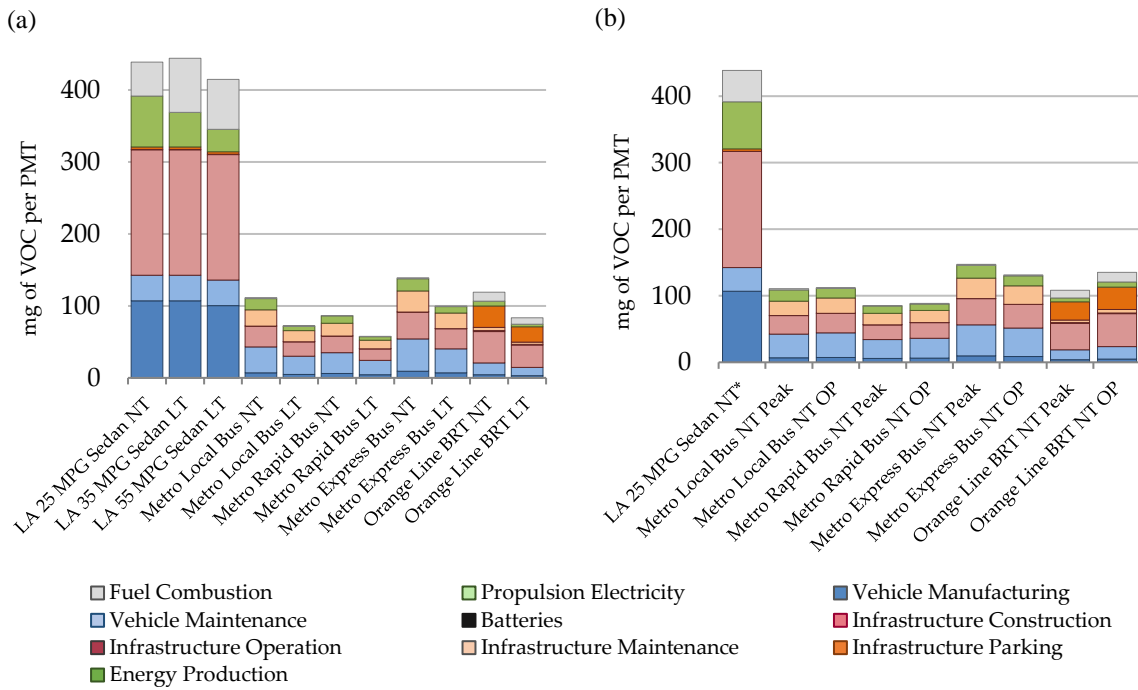 (a)
mg of VOC per PMT
400
300
200
100
0
LA 25 MPG Sedan NT
LA 35 MPG Sedan LT
LA 55 MPG Sedan LT
Metro Local Bus NT
Metro Local Bus LT
Metro Rapid Bus NT
Metro Rapid Bus LT
Metro Express Bus NT
Metro Express Bus LT
Orange Line BRT NT
Orange Line BRT LT
(b)
mg of VOC per PMT
400
300
200
100
0
LA 25 MPG Sedan NT*
Metro Local Bus NT Peak
Metro Local Bus NT OP
Metro Rapid Bus NT Peak
Metro Rapid Bus NT OP
Metro Express Bus NT Peak
Metro Express Bus NT OP
Orange Line BRT NT Peak
Orange Line BRT NT OP
Fuel Combustion
Propulsion Electricity
Vehicle Manufacturing
Vehicle Maintenance
Batteries
Infrastructure Construction
Infrastructure Operation
Infrastructure Maintenance
Infrastructure Parking
Energy Production